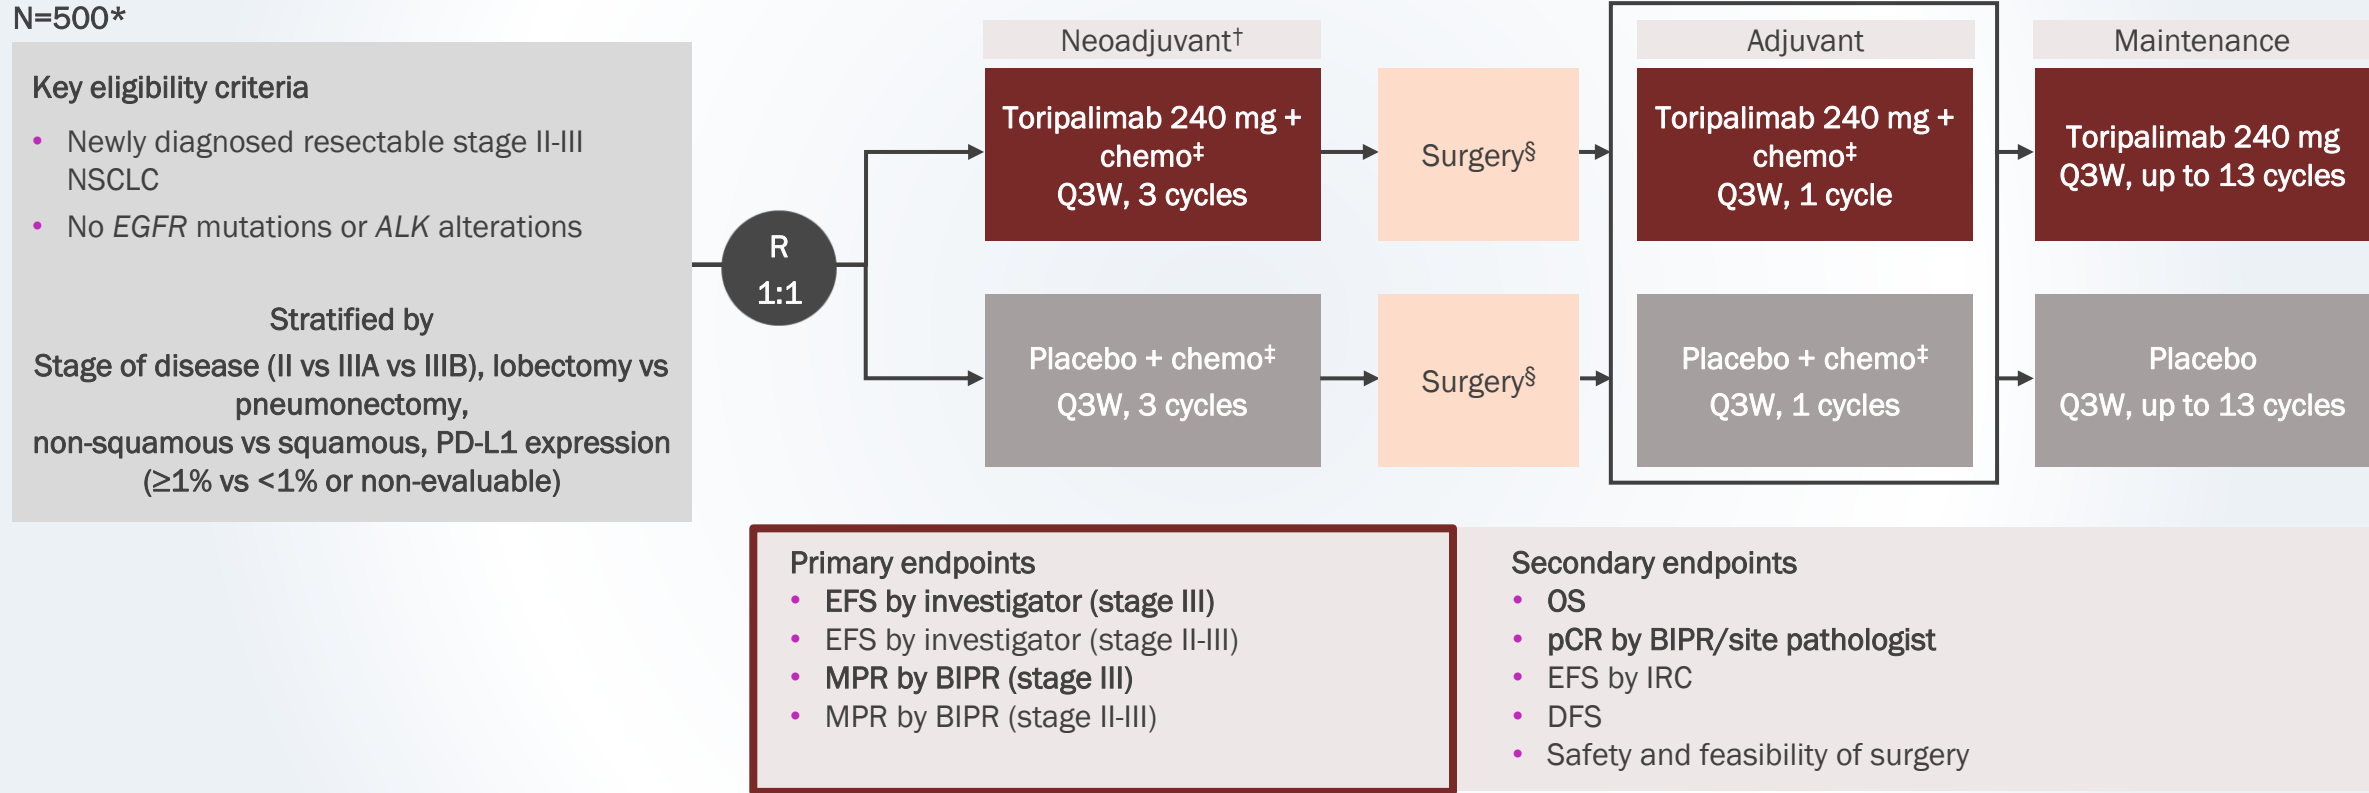 N=500*
Key eligibility criteria
• Newly diagnosed resectable stage II-III
NSCLC
• No EGFR mutations or ALK alterations
Stratified by
Stage of disease (II vs IIIA vs IIIB), lobectomy vs
pneumonectomy,
non-squamous vs squamous, PD-L1 expression
(≥1% vs <1% or non-evaluable)
R
1:1
Neoadjuvant†
Toripalimab 240 mg +
chemo‡
Q3W, 3 cycles
Surgery§
Adjuvant
Toripalimab 240 mg +
chemo‡
Q3W, 1 cycle
Maintenance
Toripalimab 240 mg
Q3W, up to 13 cycles
Placebo + chemo‡
Q3W, 3 cycles
Surgery§
Placebo + chemo‡
Q3W, 1 cycles
Placebo
Q3W, up to 13 cycles
Primary endpoints
• EFS by investigator (stage III)
• EFS by investigator (stage II-III)
• MPR by BIPR (stage III)
• MPR by BIPR (stage II-III)
Secondary endpoints
• OS
• pCR by BIPR/site pathologist
• EFS by IRC
• DFS
• Safety and feasibility of surgery